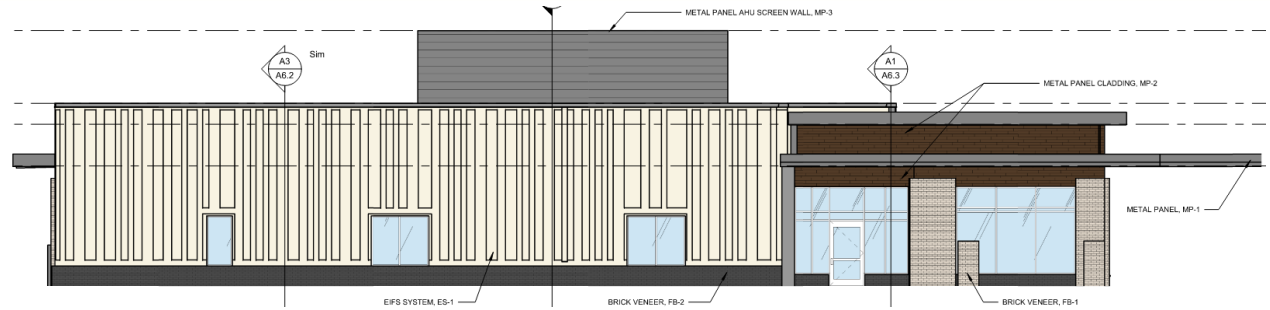 METAL PANEL AHU SCREEN WALL, MP-3
A3
A6.2
Sim
A1
A6.3
METAL PANEL CLADDING, MP-2
METAL PANEL, MP-1
EIFS SYSTEM, ES-1
BRICK VENEER, FB-2
BRICK VENEER, FB-1